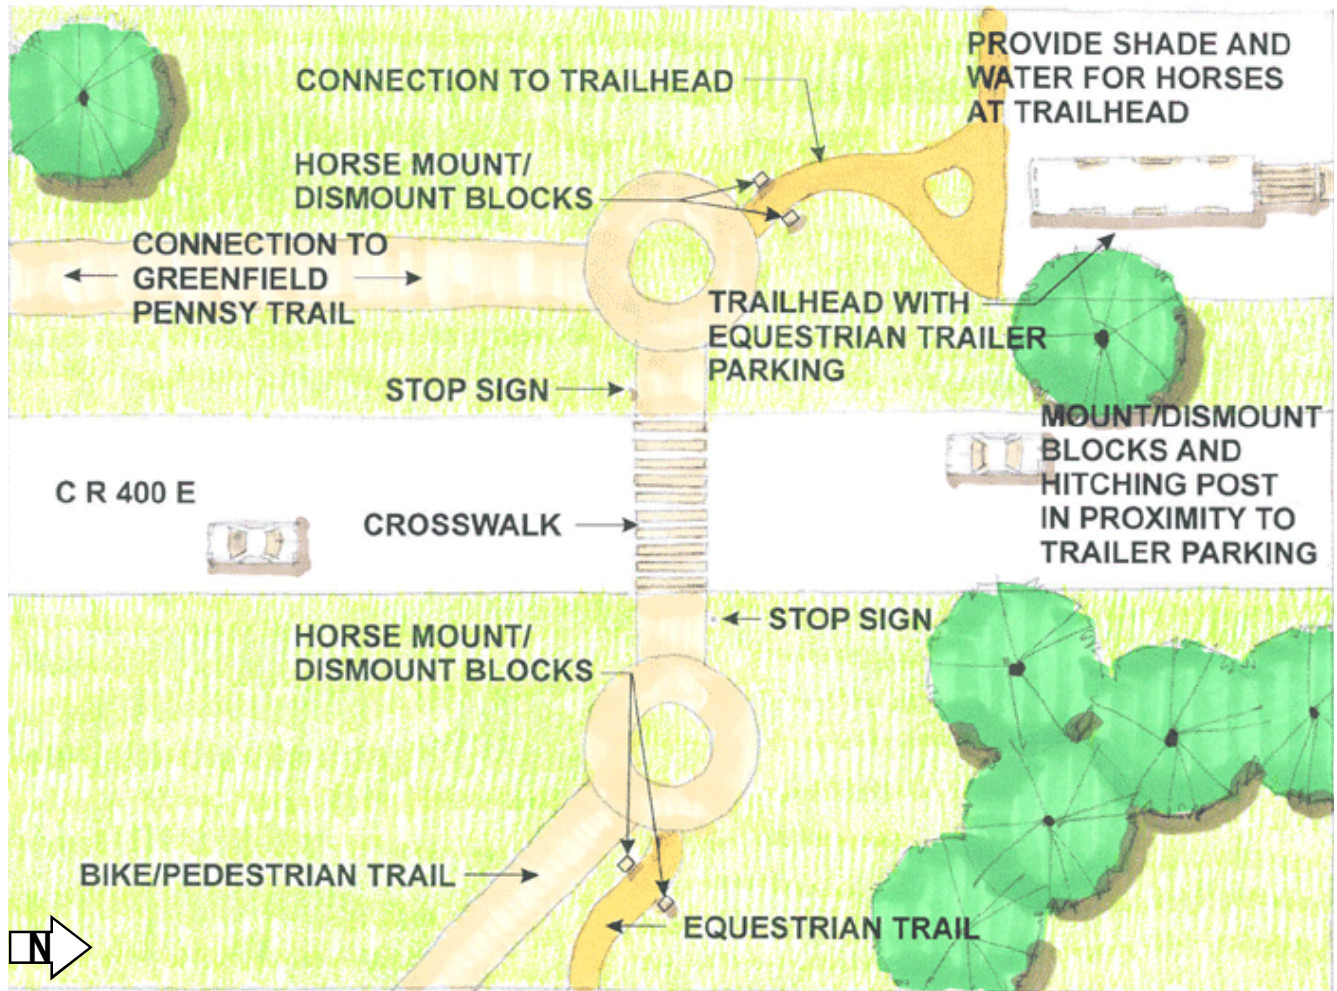 PROVIDE SHADE AND
WATER FOR HORSES
AT TRAILHEAD
CONNECTION TO TRAILHEAD
HORSE MOUNT/
DISMOUNT BLOCKS
CONNECTION TO
GREENFIELD
PENNSY TRAIL
TRAILHEAD WITH
EQUESTRIAN TRAILER
PARKING
STOP SIGN
MOUNT/DISMOUNT
BLOCKS AND
HITCHING POST
IN PROXIMITY TO
TRAILER PARKING
C R 400 E
CROSSWALK
STOP SIGN
HORSE MOUNT/
DISMOUNT BLOCKS
BIKE/PEDESTRIAN TRAIL
EQUESTRIAN TRAIL
N